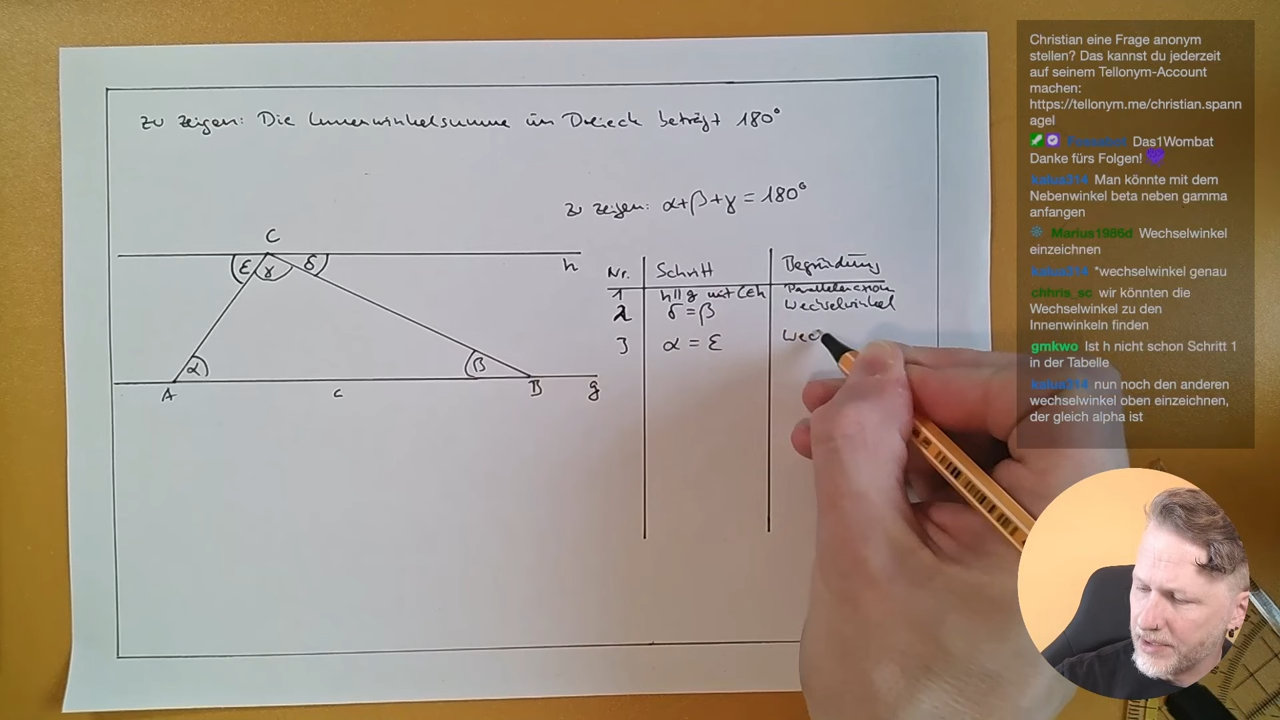 Zu zeigen: Die Innenwinkelsumme im Dreieck beträgt 180°
Zu zeigen: α+β+γ = 180°
C
ε γ δ
h
α
β
A
c
B
g
Nr. Schritt Begründung
1 h||g mit C∈h
2 δ=β Wechselwinkel
3 α = ε Wec
Christian eine Frage anonym
stellen? Das kannst du jederzeit
auf seinem Tellonym-Account
machen:
https://tellonym.me/christian.spann
agel
Das1Wombat
Danke fürs Folgen!
kalua314 Man könnte mit dem
Nebenwinkel beta neben gamma
anfangen
Marius1986d Wechselwinkel
einzeichnen
kalua314 *wechselwinkel genau
chhris_sc wir könnten die
Wechselwinkel zu den
Innenwinkeln finden
gmkwo Ist h nicht schon Schritt 1
in der Tabelle
kalua314 nun noch den anderen
wechselwinkel oben einzeichnen,
der gleich alpha ist